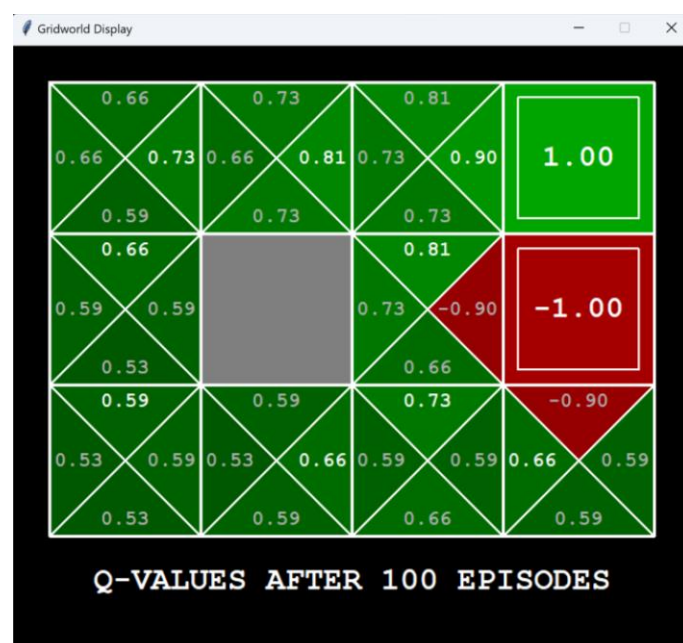 Gridworld Display
0.66 0.73 0.81
0.66 0.73 0.66 0.81 0.73 0.90 1.00
0.59 0.73 0.73
0.66 0.81
0.59 0.59 0.73 -0.90 -1.00
0.53 0.66
0.59 0.59 0.73 -0.90
0.53 0.59 0.53 0.66 0.59 0.59 0.66 0.59
0.53 0.59 0.66 0.59
Q-VALUES AFTER 100 EPISODES